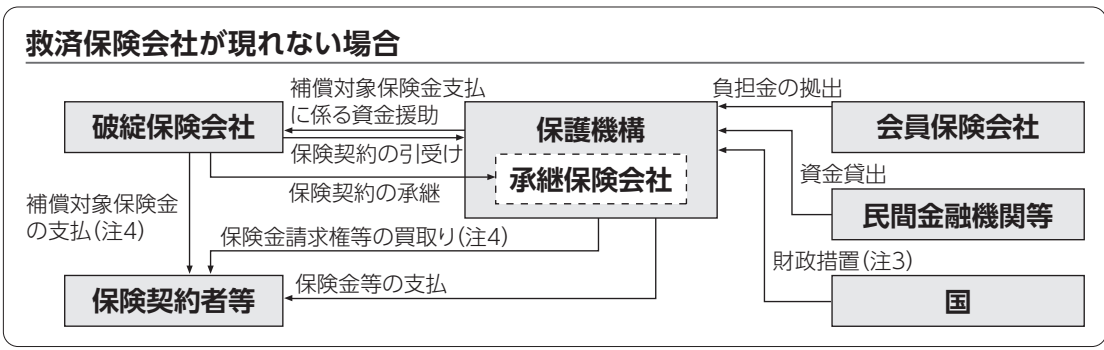 救済保険会社が現れない場合
補償対象保険金支払
に係る資金援助
負担金の拠出
破綻保険会社
保護機構
会員保険会社
保険契約の引受け
承継保険会社
保険契約の承継
資金貸出
補償対象保険金
の支払(注4)
民間金融機関等
保険金請求権等の買取り(注4)
財政措置(注3)
保険金等の支払
保険契約者等
国